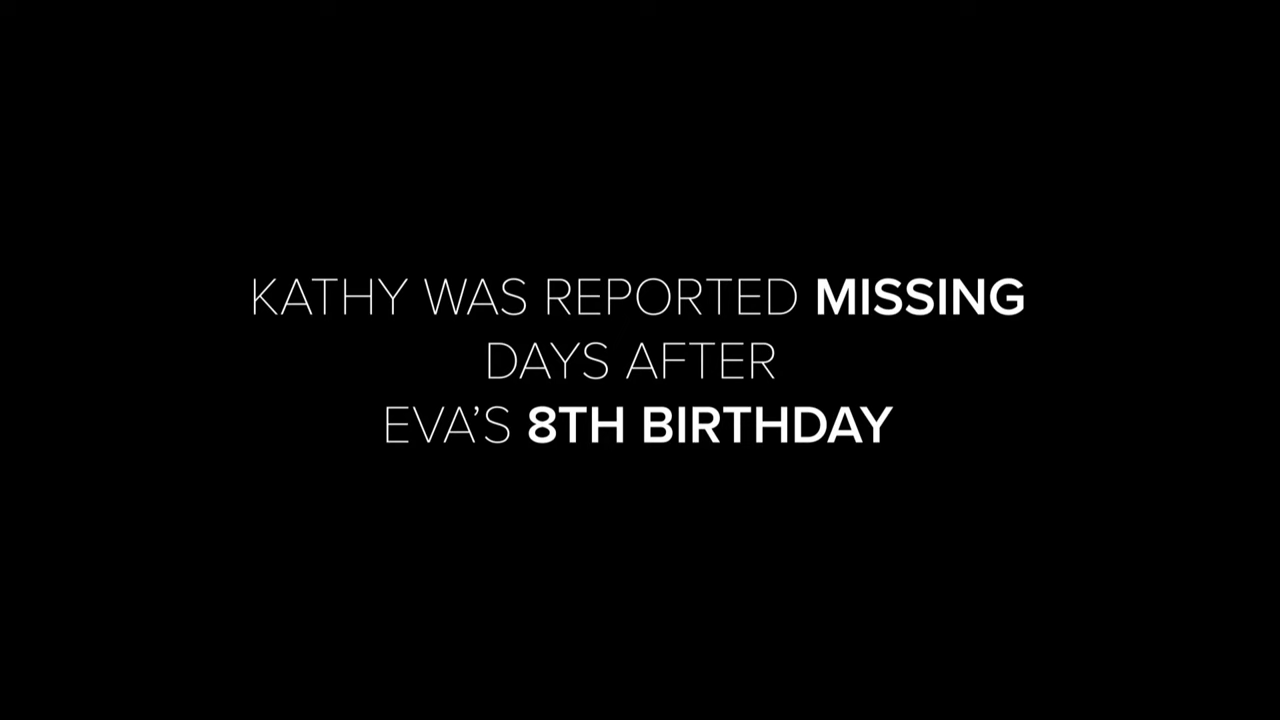 KATHY WAS REPORTED MISSING
DAYS AFTER
EVA’S 8TH BIRTHDAY